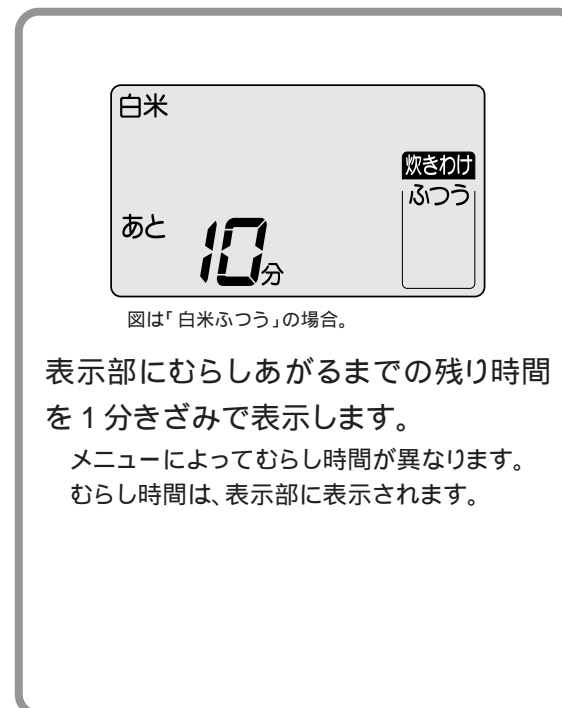 白米
炊きわけ
ふつう
あと 10分
図は「白米ふつう」の場合。
表示部にむらしあがるまでの残り時間
を1分きざみで表示します。
メニューによってむらし時間が異なります。
むらし時間は、表示部に表示されます。